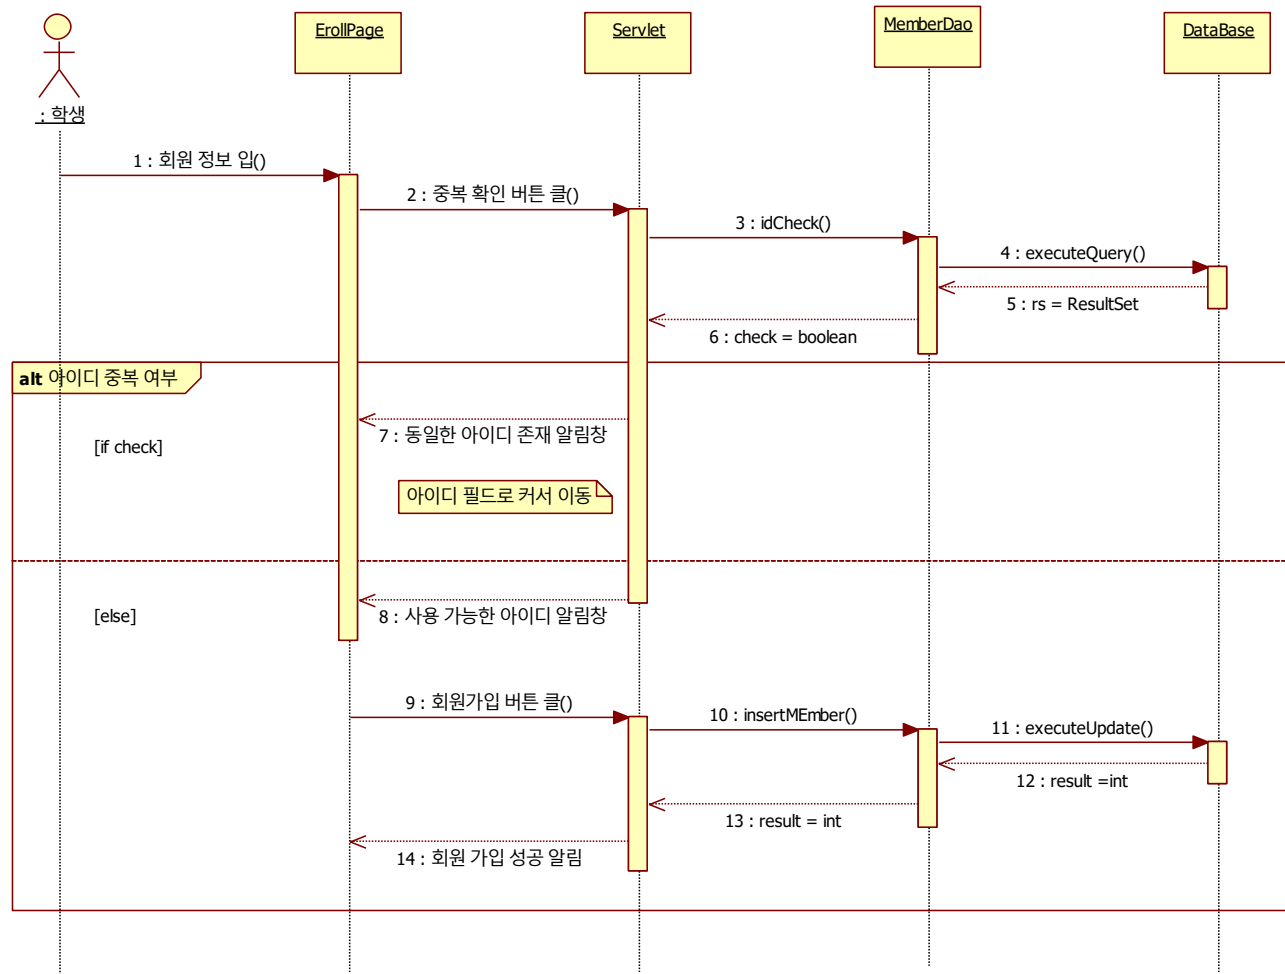 ErollPage
Servlet
MemberDao
DataBase
: 학생
1 : 회원 정보 입()
2 : 중복 확인 버튼 클()
3 : idCheck()
4 : executeQuery()
5 : rs = ResultSet
6 : check = boolean
alt 아이디 중복 여부
7 : 동일한 아이디 존재 알림창
[if check]
아이디 필드로 커서 이동
8 : 사용 가능한 아이디 알림창
[else]
9 : 회원가입 버튼 클()
10 : insertMEmber()
11 : executeUpdate()
12 : result =int
13 : result = int
14 : 회원 가입 성공 알림